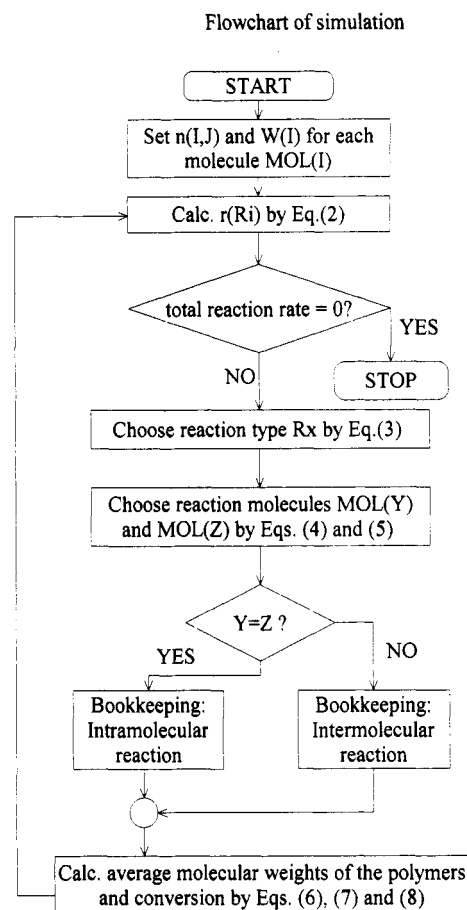 Flowchart of simulation
START
Set n(I,J) and W(I) for each
molecule MOL(I)
Calc. r(Ri) by Eq.(2)
total reaction rate = 0?
YES
NO
STOP
Choose reaction type Rx by Eq.(3)
Choose reaction molecules MOL(Y)
and MOL(Z) by Eqs. (4) and (5)
Y=Z ?
YES
NO
Bookkeeping:
Intramolecular
reaction
Bookkeeping:
Intermolecular
reaction
Calc. average molecular weights of the polymers
and conversion by Eqs. (6), (7) and (8)